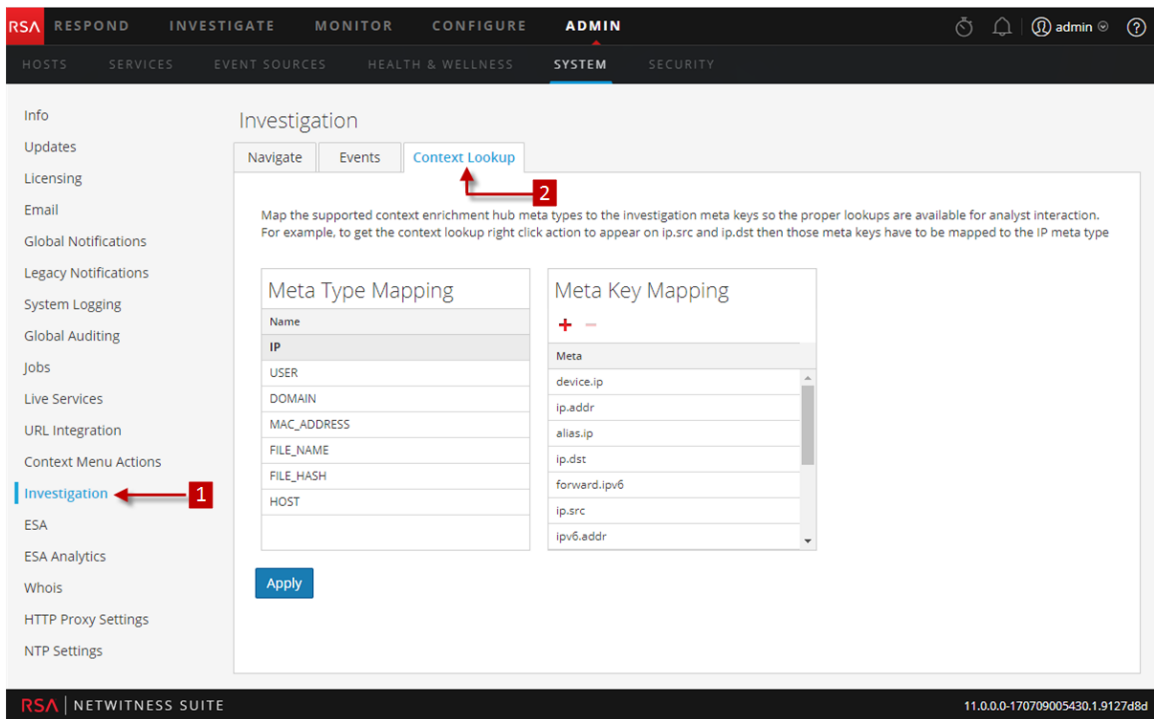 RSA RESPOND INVESTIGATE MONITOR CONFIGURE ADMIN admin
HOSTS SERVICES EVENT SOURCES HEALTH & WELLNESS SYSTEM SECURITY
Info
Updates
Licensing
Email
Global Notifications
Legacy Notifications
System Logging
Global Auditing
Jobs
Live Services
URL Integration
Context Menu Actions
Investigation
1
ESA
ESA Analytics
Whois
HTTP Proxy Settings
NTP Settings
Investigation
Navigate Events Context Lookup
2
Map the supported context enrichment hub meta types to the investigation meta keys so the proper lookups are available for analyst interaction.
For example, to get the context lookup right click action to appear on ip.src and ip.dst then those meta keys have to be mapped to the IP meta type
Meta Type Mapping
Name
IP
USER
DOMAIN
MAC_ADDRESS
FILE_NAME
FILE_HASH
HOST
Meta Key Mapping
+ −
Meta
device.ip
ip.addr
alias.ip
ip.dst
forward.ipv6
ip.src
ipv6.addr
Apply
RSA | NETWITNESS SUITE 11.0.0.0-170709005430.1.9127d8d